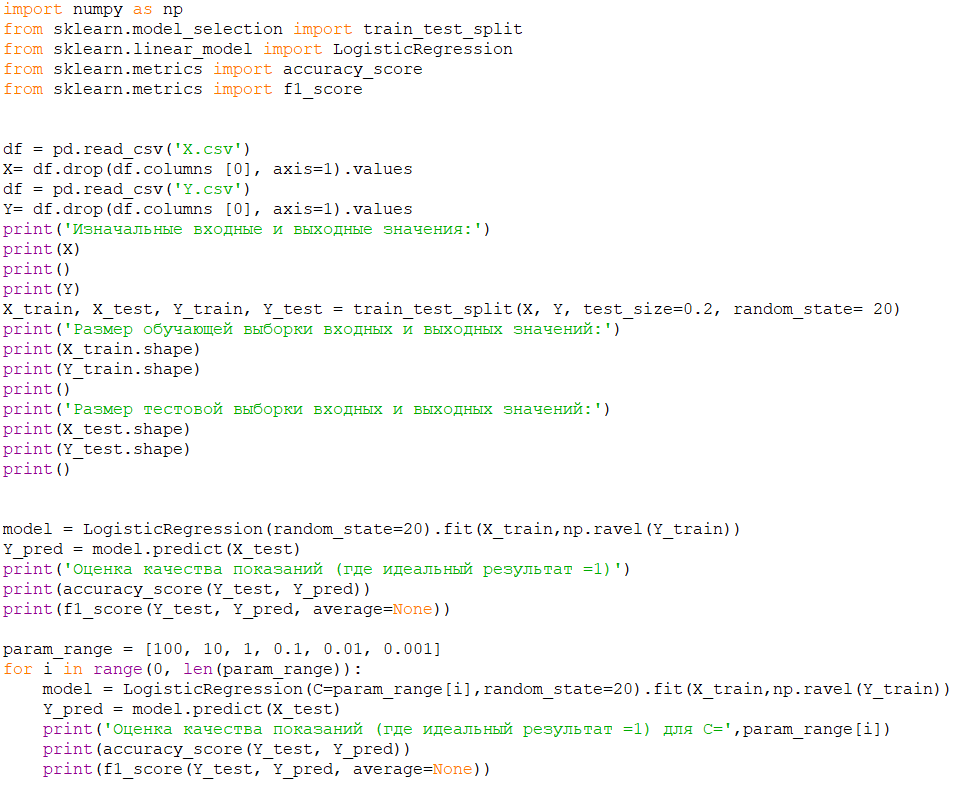 import numpy as np
from sklearn.model_selection import train_test_split
from sklearn.linear_model import LogisticRegression
from sklearn.metrics import accuracy_score
from sklearn.metrics import f1_score
df = pd.read_csv('X.csv')
X= df.drop(df.columns [0], axis=1).values
df = pd.read_csv('Y.csv')
Y= df.drop(df.columns [0], axis=1).values
print('Изначальные входные и выходные значения:')
print(X)
print()
print(Y)
X_train, X_test, Y_train, Y_test = train_test_split(X, Y, test_size=0.2, random_state= 20)
print('Размер обучающей выборки входных и выходных значений:')
print(X_train.shape)
print(Y_train.shape)
print()
print('Размер тестовой выборки входных и выходных значений:')
print(X_test.shape)
print(Y_test.shape)
print()
model = LogisticRegression(random_state=20).fit(X_train,np.ravel(Y_train))
Y_pred = model.predict(X_test)
print('Оценка качества показаний (где идеальный результат =1)')
print(accuracy_score(Y_test, Y_pred))
print(f1_score(Y_test, Y_pred, average=None))
param_range = [100, 10, 1, 0.1, 0.01, 0.001]
for i in range(0, len(param_range)):
    model = LogisticRegression(C=param_range[i],random_state=20).fit(X_train,np.ravel(Y_train))
    Y_pred = model.predict(X_test)
    print('Оценка качества показаний (где идеальный результат =1) для C=',param_range[i])
    print(accuracy_score(Y_test, Y_pred))
    print(f1_score(Y_test, Y_pred, average=None))